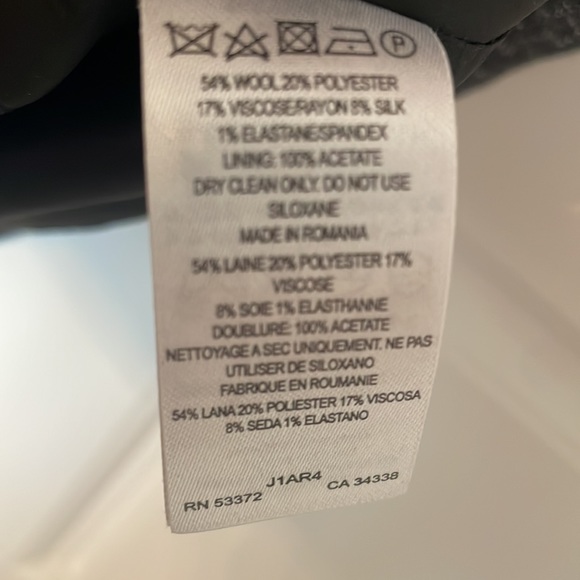 P
54% WOOL 20% POLYESTER
17% VISCOSE/RAYON 8% SILK
1% ELASTANE/SPANDEX
LINING: 100% ACETATE
DRY CLEAN ONLY. DO NOT USE
SILOXANE
MADE IN ROMANIA
54% LAINE 20% POLYESTER 17%
VISCOSE
8% SOIE 1% ELASTHANNE
DOUBLURE: 100% ACETATE
NETTOYAGE A SEC UNIQUEMENT. NE PAS
UTILISER DE SILOXANO
FABRIQUE EN ROUMANIE
54% LANA 20% POLIESTER 17% VISCOSA
8% SEDA 1% ELASTANO
J1AR4
RN 53372 CA 34338